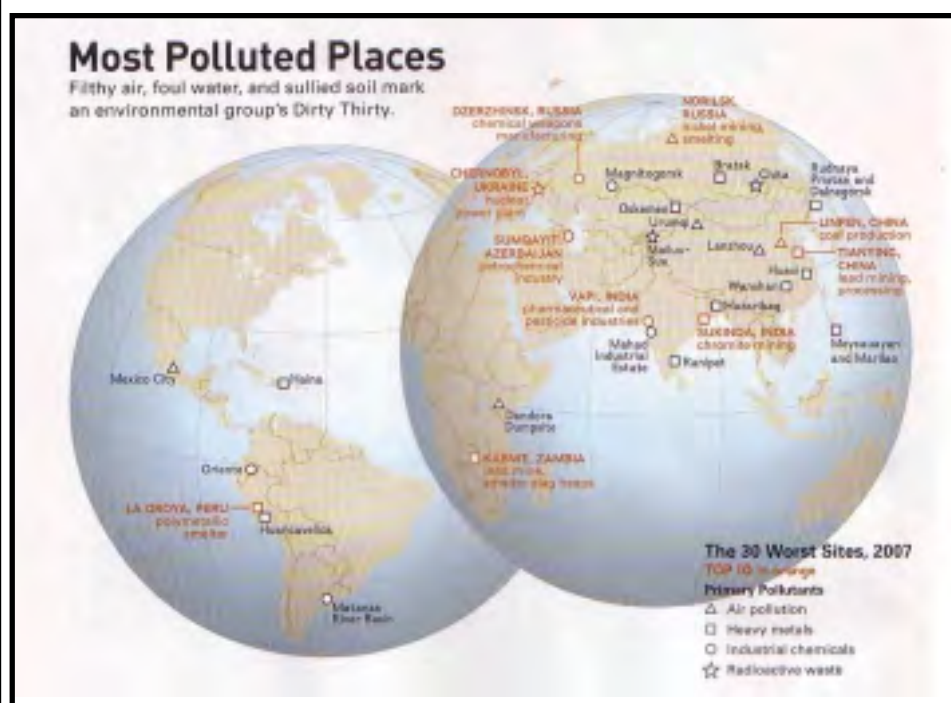 Most Polluted Places
Filthy air, foul water, and sullied soil mark
an environmental group's Dirty Thirty.
DZERZHINSK, RUSSIA
chemical weapons
manufacturing
NORILSK,
RUSSIA
nickel mining,
smelting
CHERNOBYL,
UKRAINE
nuclear
power plant
Magnitogorsk
Bratsk
Chita
Rudnaya
Pristan and
Dalnegorsk
Oskemen
Urumqi
Mailuu-
Suu
Lanzhou
LINFEN, CHINA
coal production
TIANYING,
CHINA
lead mining,
processing
SUMQAYIT,
AZERBAIJAN
petrochemical
industry
Huaxi
Wanshan
VAPI, INDIA
pharmaceutical and
pesticide industries
Hazaribag
SUKINDA, INDIA
chromite mining
Mahad
Industrial
Estate
Ranipet
Meycauayan
and Marilao
Mexico City
Haina
Dandora
Dumpsite
KABWE, ZAMBIA
smelter slag heaps
Oriente
LA OROYA, PERU
polymetallic
smelter
Huancavelica
Matanza
River Basin
The 30 Worst Sites, 2007
TOP 10 in orange
Primary Pollutants
Air pollution
Heavy metals
Industrial chemicals
Radioactive waste